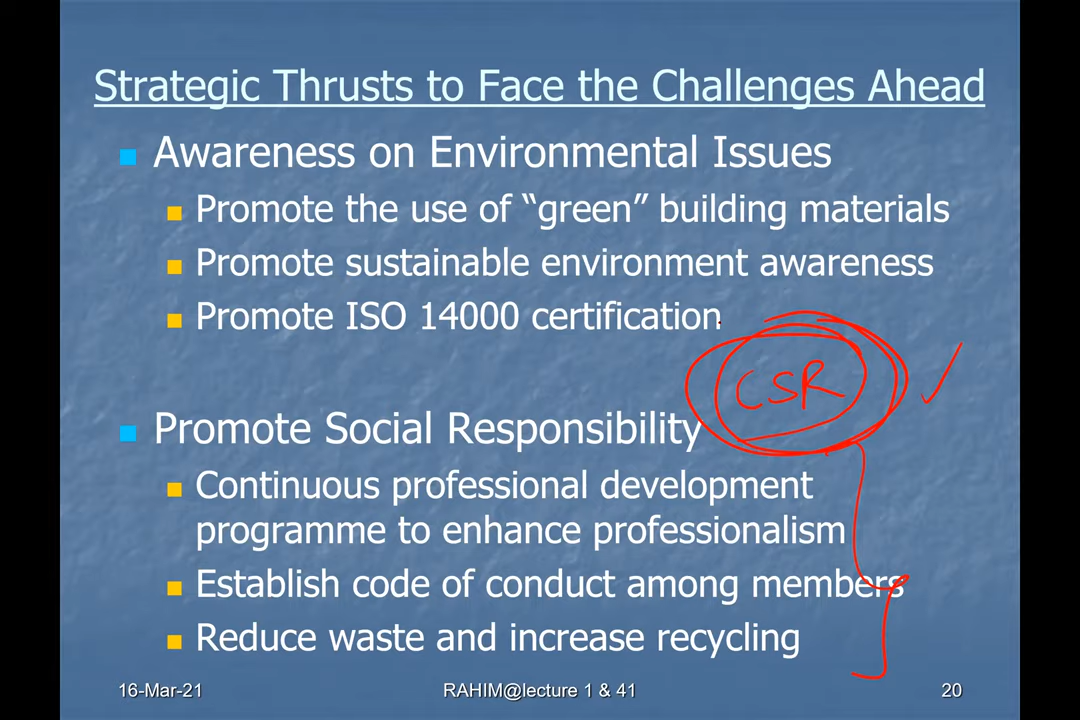 Strategic Thrusts to Face the Challenges Ahead
Awareness on Environmental Issues
Promote the use of “green” building materials
Promote sustainable environment awareness
Promote ISO 14000 certification
CSR
Promote Social Responsibility
Continuous professional development
programme to enhance professionalism
Establish code of conduct among members
Reduce waste and increase recycling
16-Mar-21 RAHIM@lecture 1 & 41 20